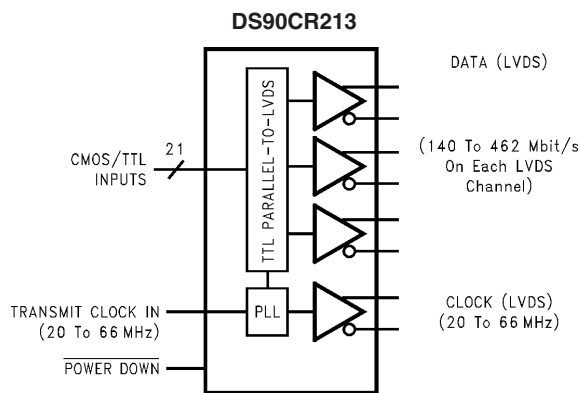 DS90CR213
DATA (LVDS)
21
CMOS/TTL
INPUTS
TTL PARALLEL-TO-LVDS
(140 To 462 Mbit/s
On Each LVDS
Channel)
TRANSMIT CLOCK IN
(20 To 66 MHz)
PLL
CLOCK (LVDS)
(20 To 66 MHz)
POWER DOWN